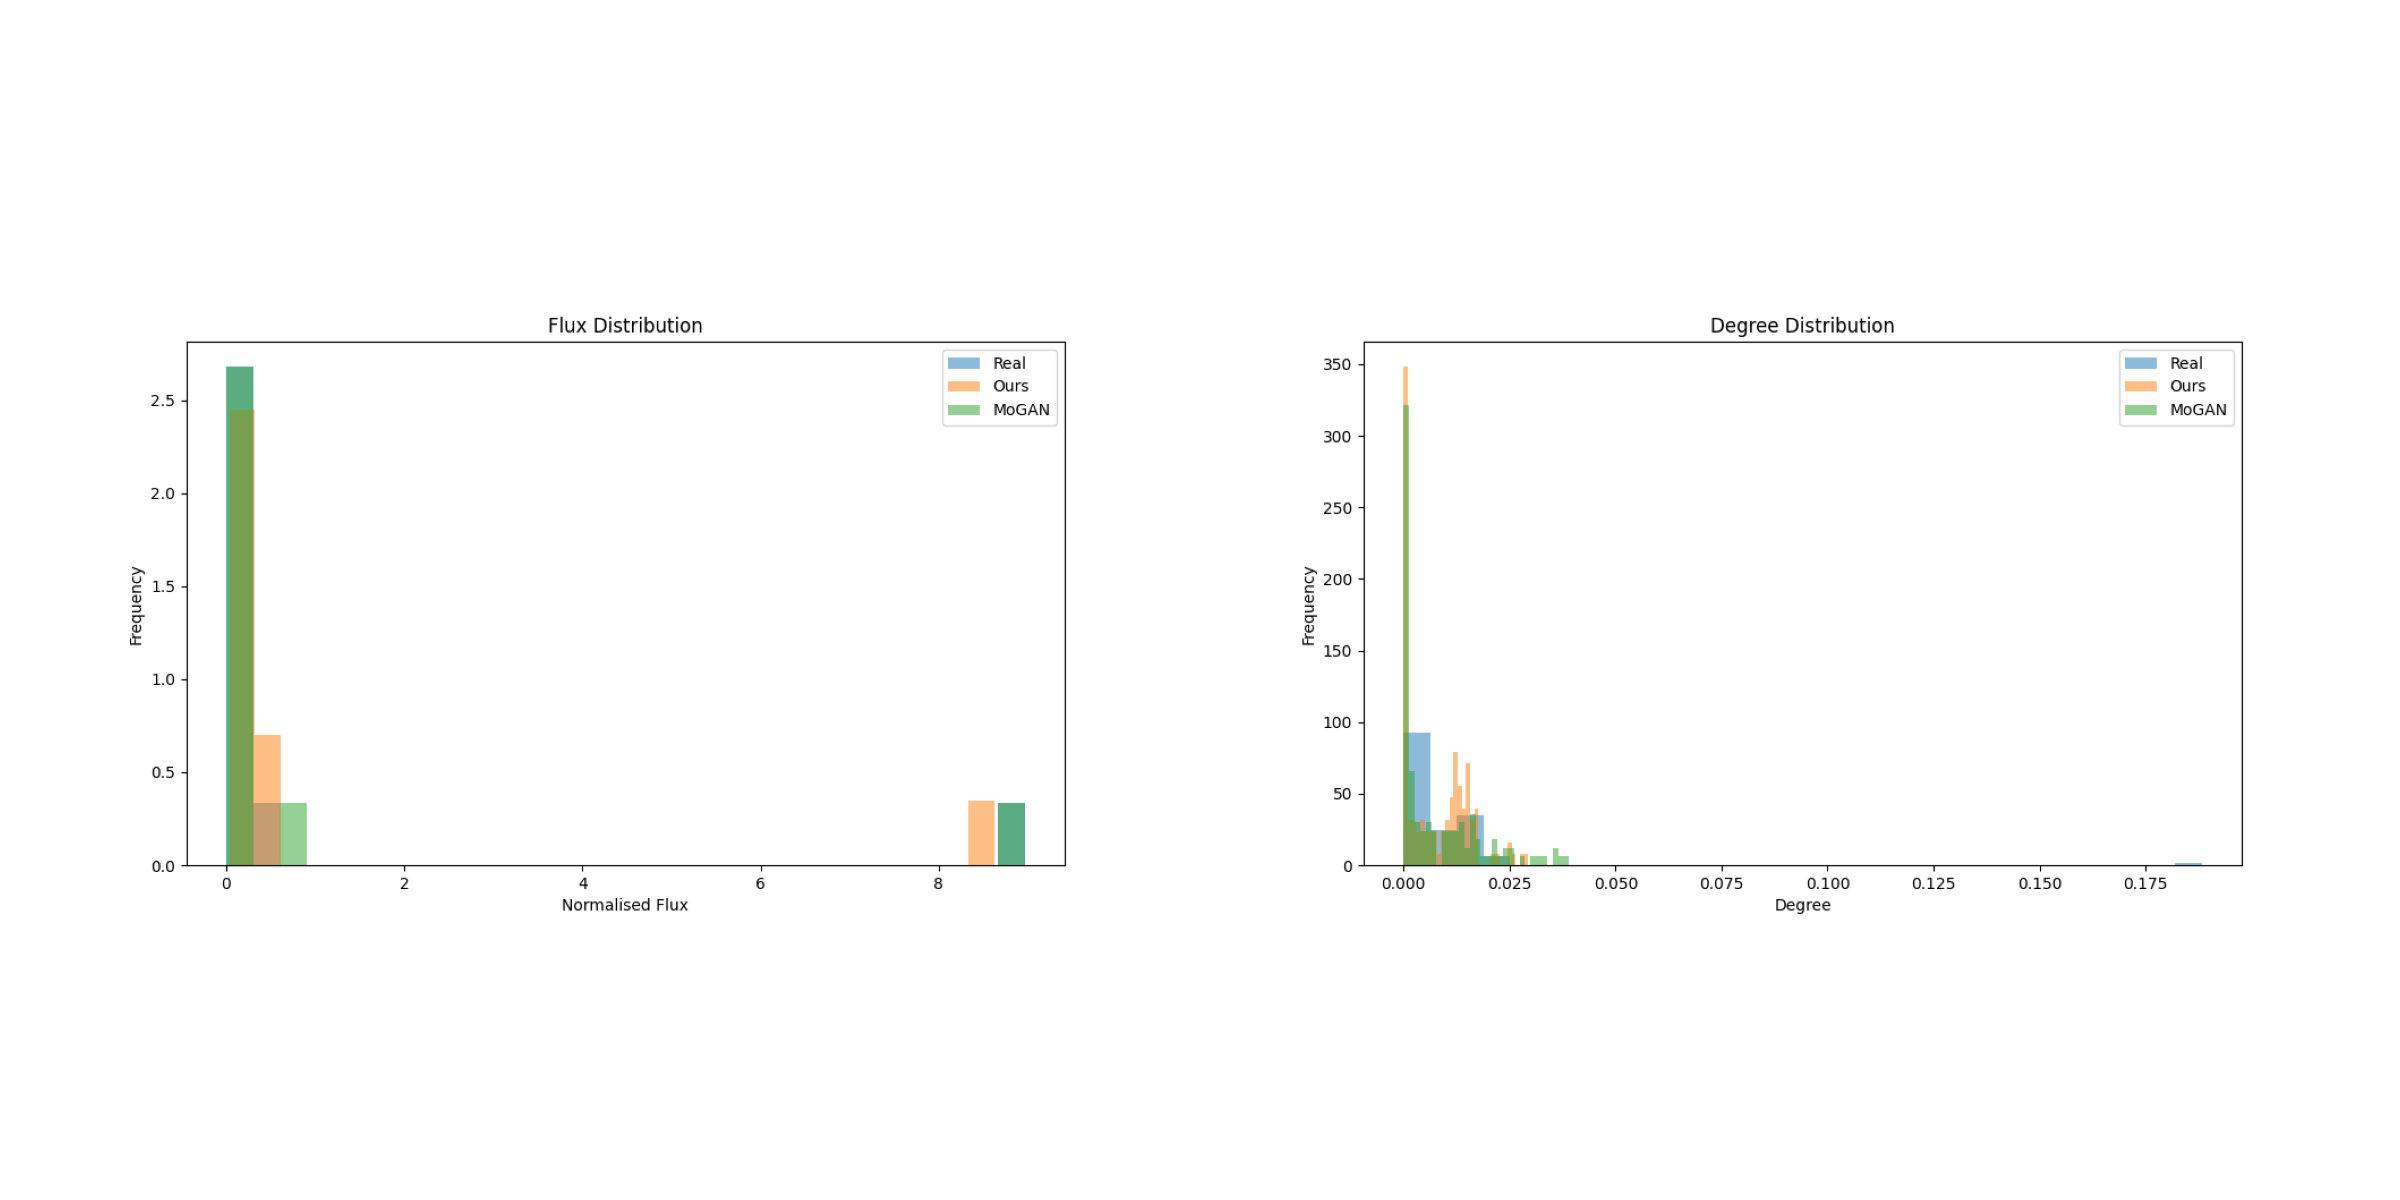 Flux Distribution
Real
Ours
MoGAN
2.5
2.0
1.5
1.0
0.5
0.0
Frequency
0 2 4 6 8
Normalised Flux
Degree Distribution
Real
Ours
MoGAN
350
300
250
200
150
100
50
0
Frequency
0.000 0.025 0.050 0.075 0.100 0.125 0.150 0.175
Degree